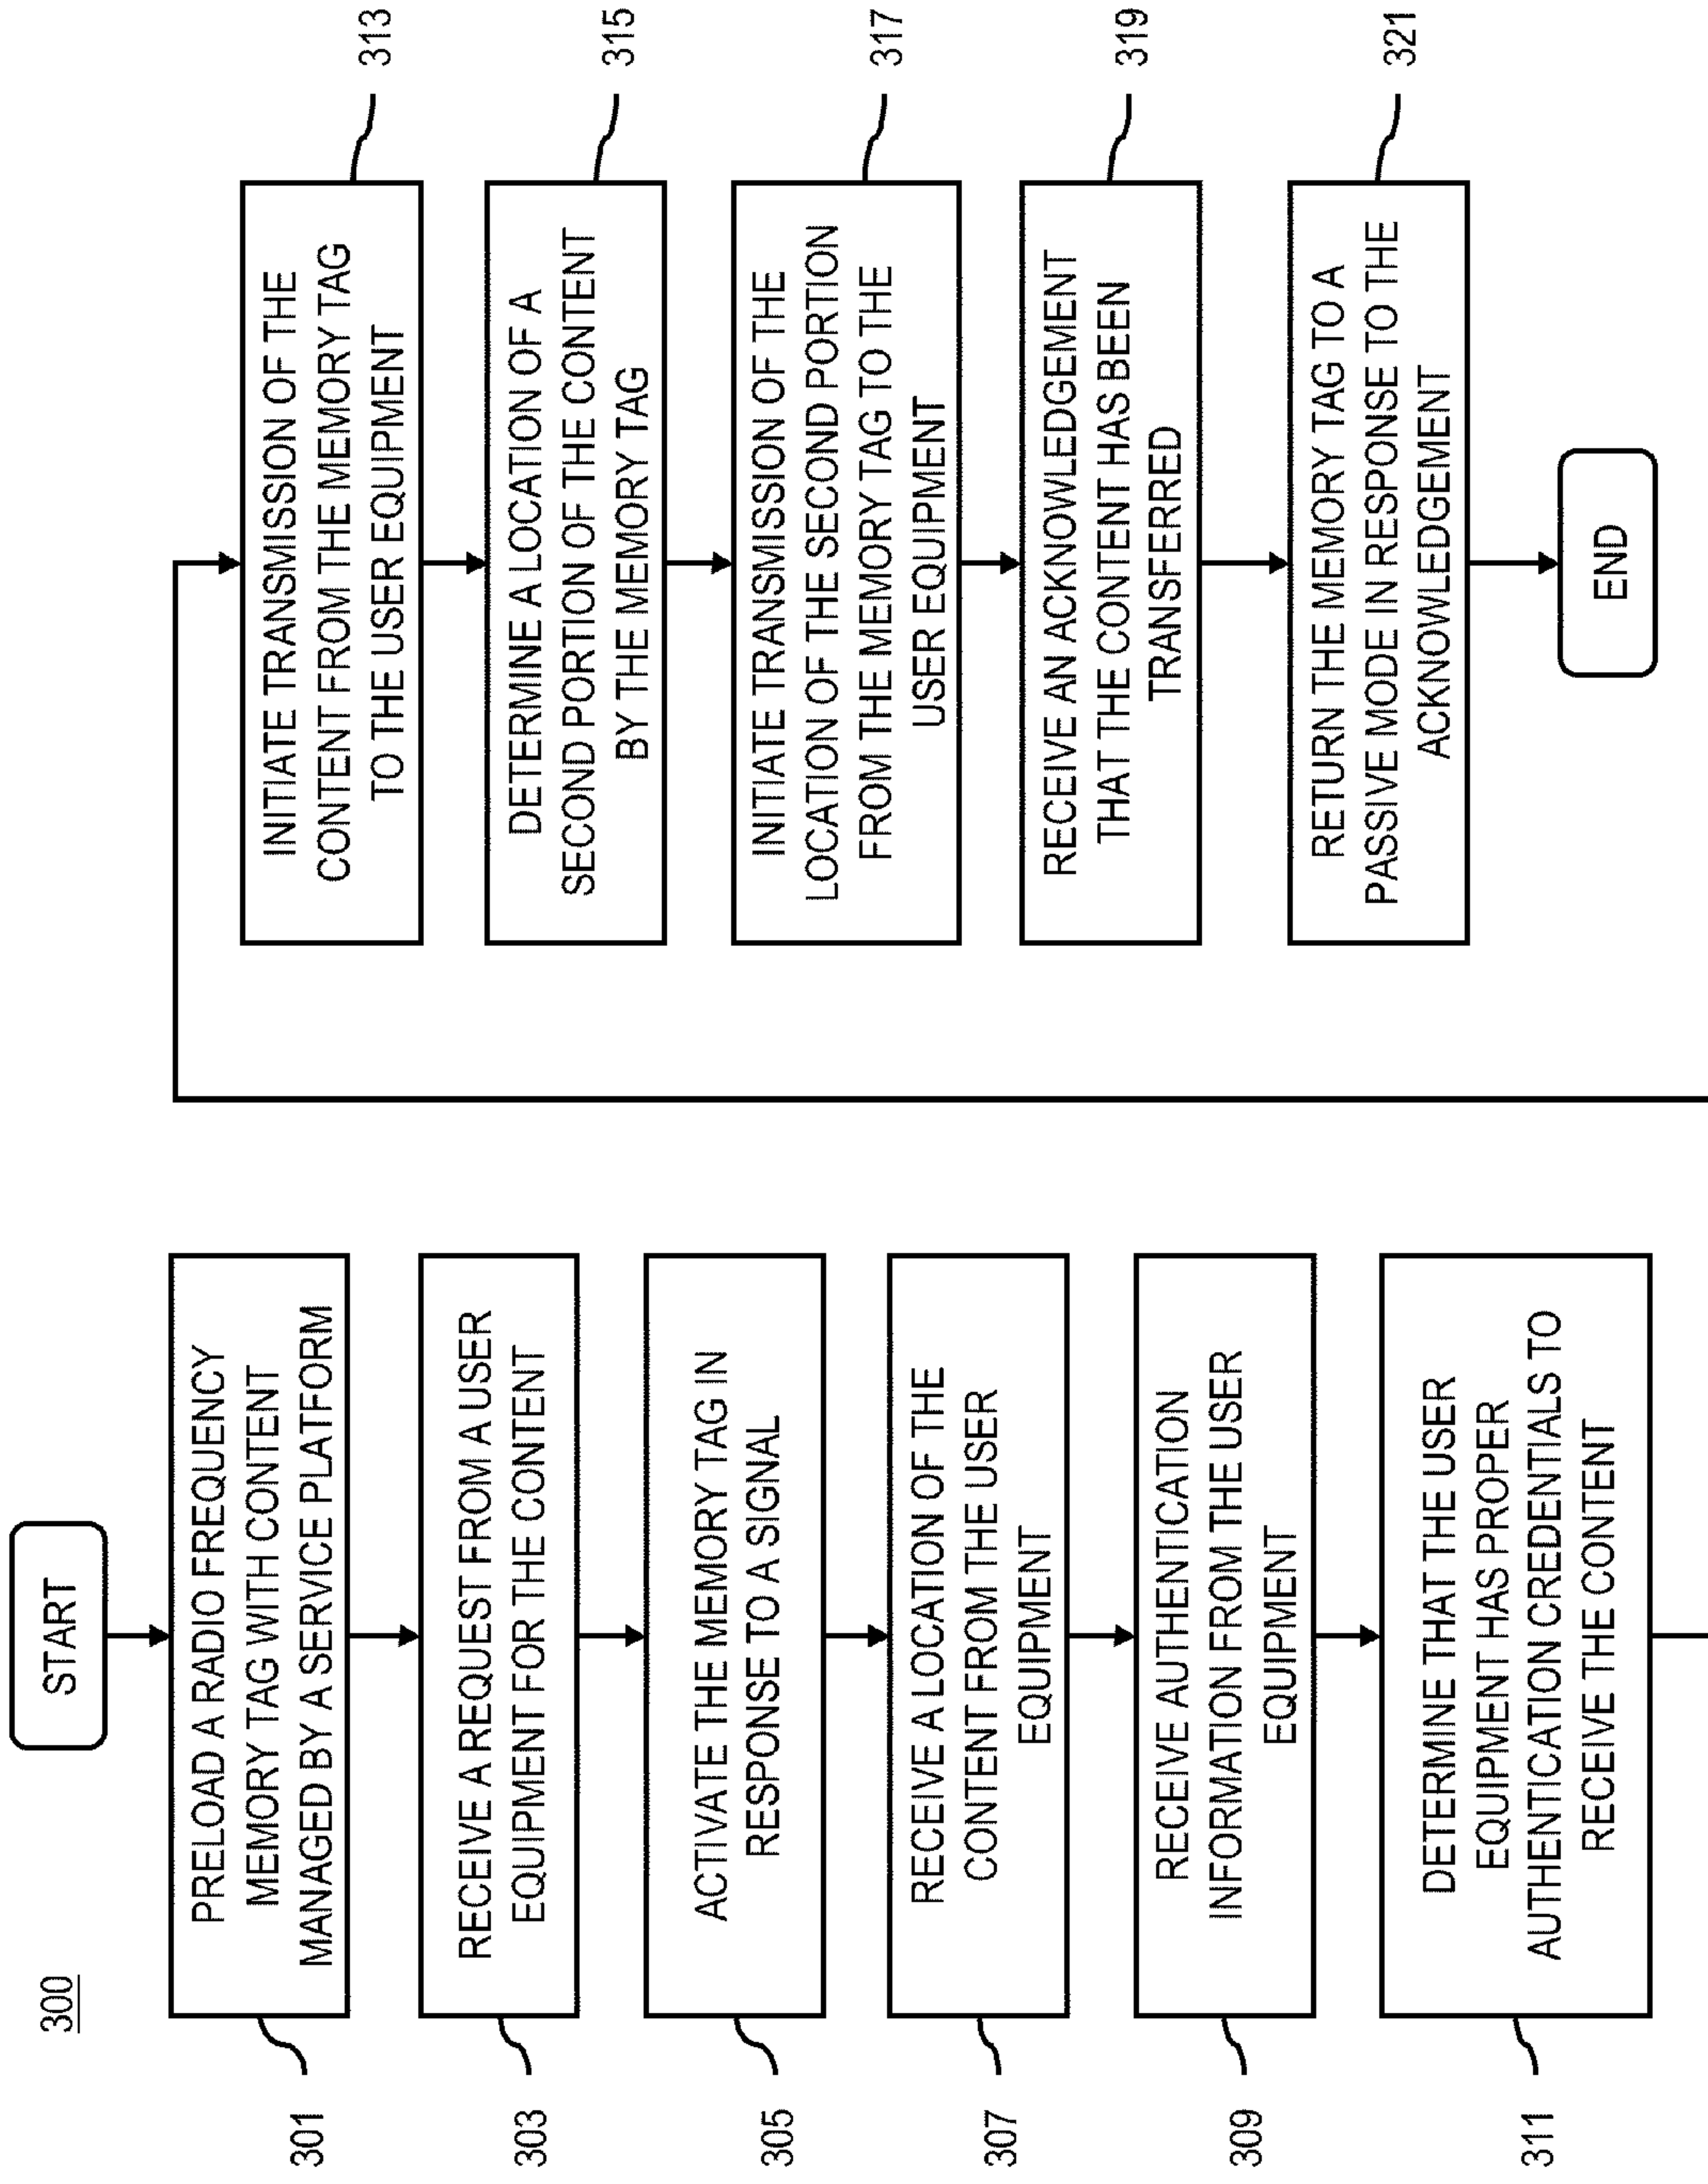 300
START
301
PRELOAD A RADIO FREQUENCY
MEMORY TAG WITH CONTENT
MANAGED BY A SERVICE PLATFORM
303
RECEIVE A REQUEST FROM A USER
EQUIPMENT FOR THE CONTENT
305
ACTIVATE THE MEMORY TAG IN
RESPONSE TO A SIGNAL
307
RECEIVE A LOCATION OF THE
CONTENT FROM THE USER
EQUIPMENT
309
RECEIVE AUTHENTICATION
INFORMATION FROM THE USER
EQUIPMENT
311
DETERMINE THAT THE USER
EQUIPMENT HAS PROPER
AUTHENTICATION CREDENTIALS TO
RECEIVE THE CONTENT
INITIATE TRANSMISSION OF THE
CONTENT FROM THE MEMORY TAG
TO THE USER EQUIPMENT
313
DETERMINE A LOCATION OF A
SECOND PORTION OF THE CONTENT
BY THE MEMORY TAG
315
INITIATE TRANSMISSION OF THE
LOCATION OF THE SECOND PORTION
FROM THE MEMORY TAG TO THE
USER EQUIPMENT
317
RECEIVE AN ACKNOWLEDGEMENT
THAT THE CONTENT HAS BEEN
TRANSFERRED
319
RETURN THE MEMORY TAG TO A
PASSIVE MODE IN RESPONSE TO THE
ACKNOWLEDGEMENT
321
END